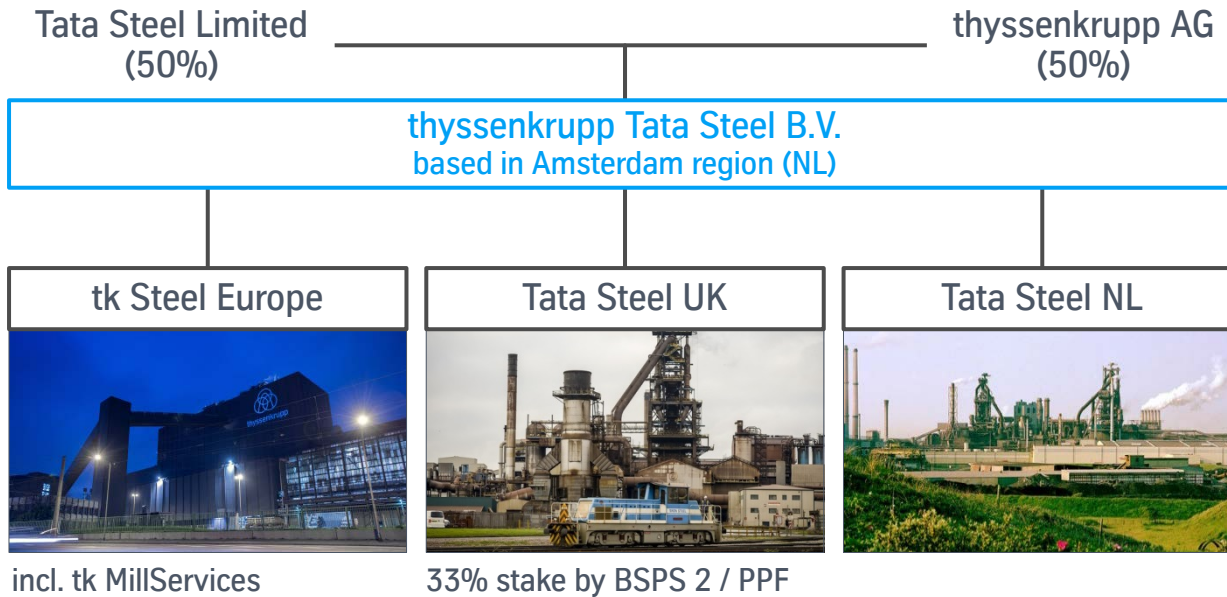 Tata Steel Limited
(50%)
thyssenkrupp AG
(50%)
thyssenkrupp Tata Steel B.V.
based in Amsterdam region (NL)
tk Steel Europe
Tata Steel UK
Tata Steel NL
thyssenkrupp
incl. tk MillServices
33% stake by BSPS 2 / PPF